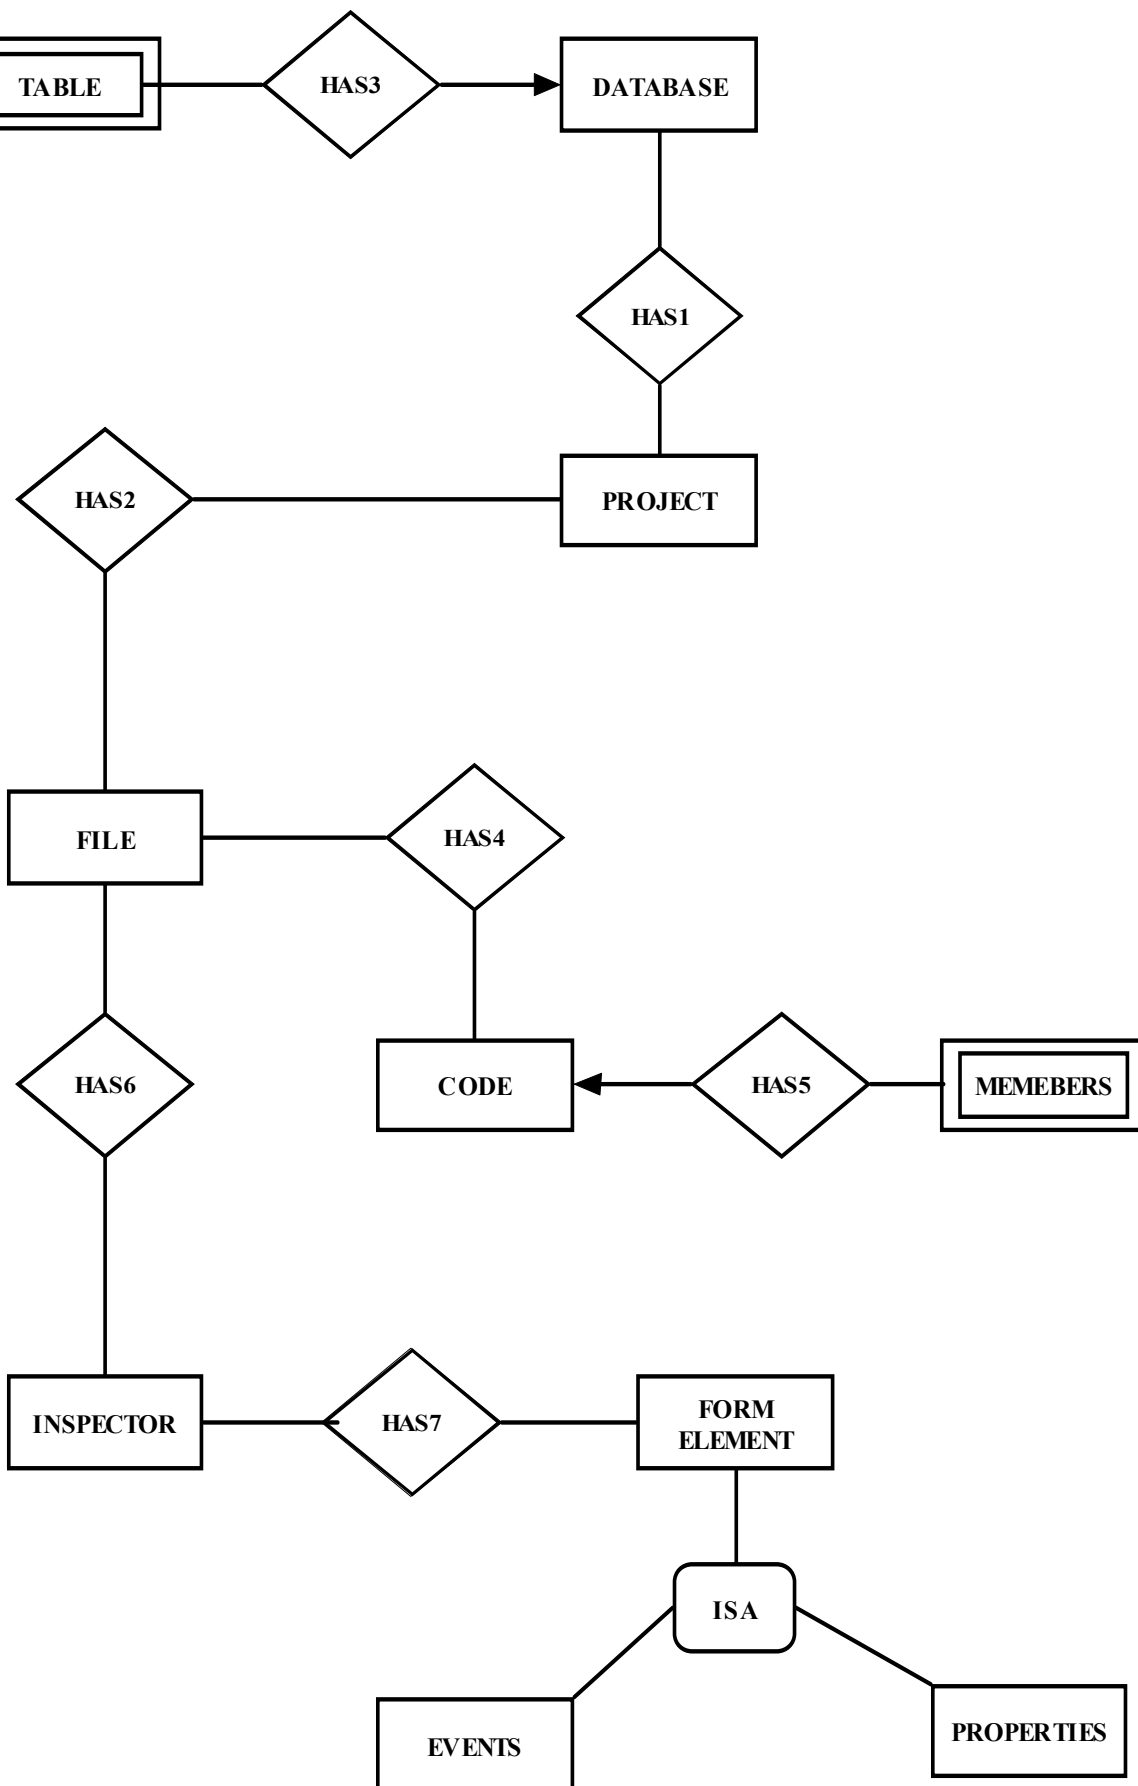 TABLE
HAS3
DATABASE
HAS1
HAS2
PROJECT
FILE
HAS4
HAS6
CODE
HAS5
MEMEBERS
INSPECTOR
HAS7
FORM
ELEMENT
ISA
EVENTS
PROPERTIES